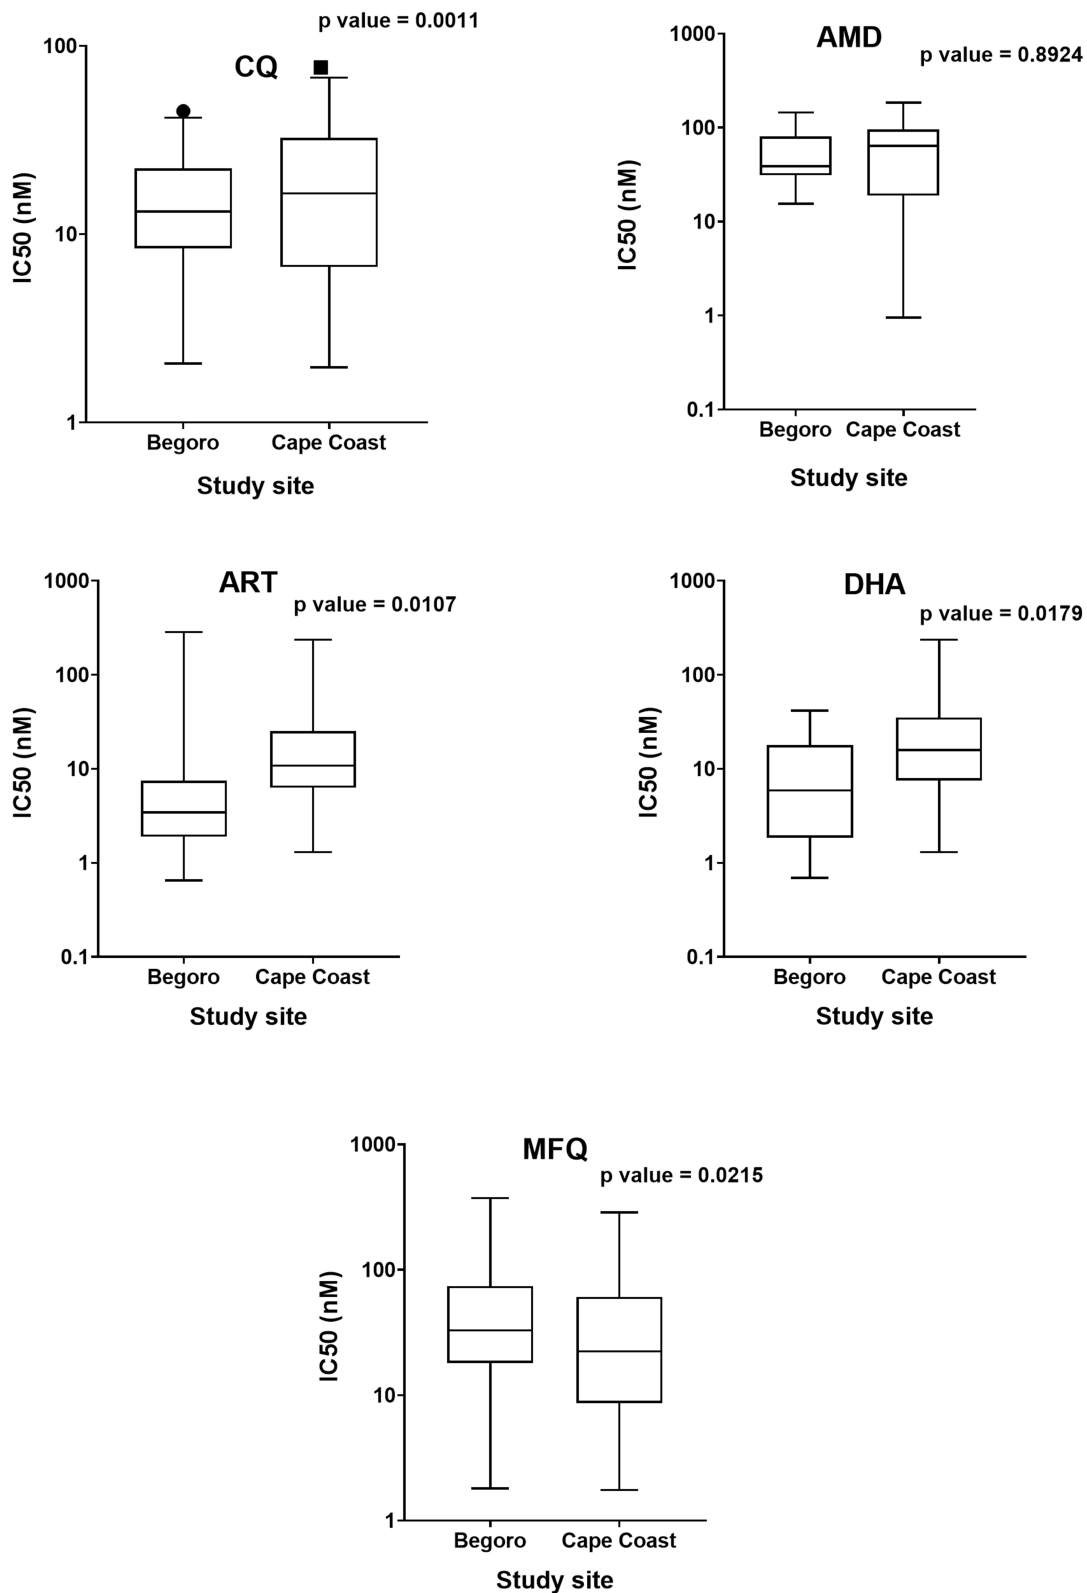 p value = 0.0011
CQ
100
10
1
IC50 (nM)
Begoro
Cape Coast
Study site
AMD
p value = 0.8924
1000
100
10
1
0.1
IC50 (nM)
Begoro
Cape Coast
Study site
ART
p value = 0.0107
1000
100
10
1
0.1
IC50 (nM)
Begoro
Cape Coast
Study site
DHA
p value = 0.0179
1000
100
10
1
0.1
IC50 (nM)
Begoro
Cape Coast
Study site
MFQ
p value = 0.0215
1000
100
10
1
IC50 (nM)
Begoro
Cape Coast
Study site